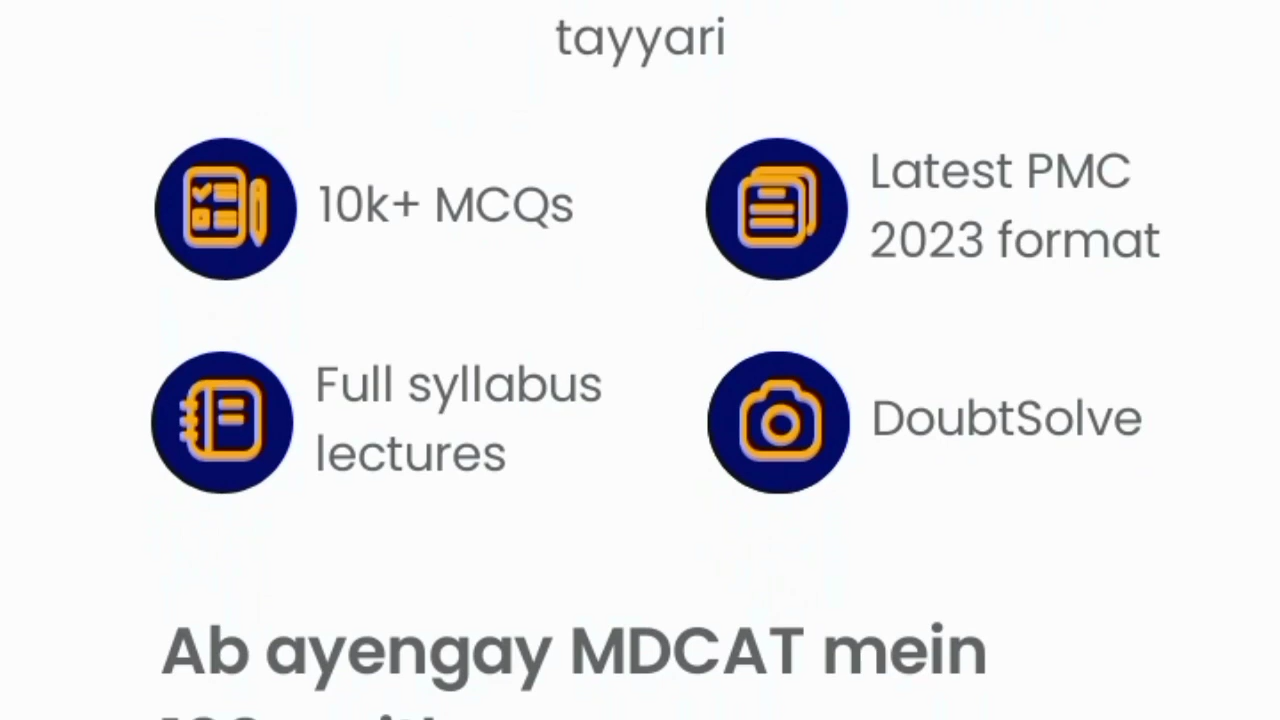 tayyari
10k+ MCQs
Latest PMC
2023 format
Full syllabus
lectures
DoubtSolve
Ab ayengay MDCAT mein